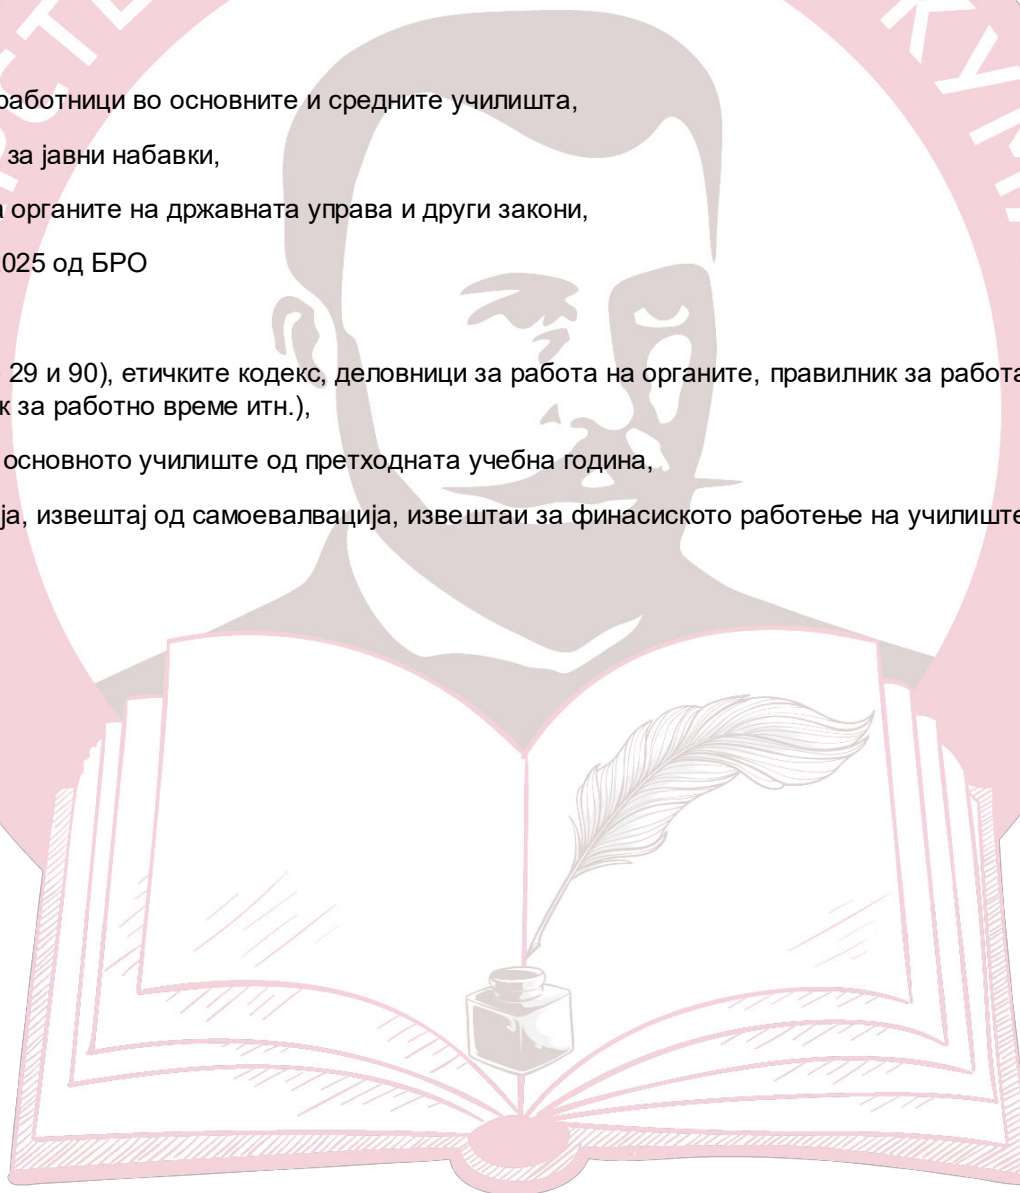 работници во основните и средните училишта,
за јавни набавки,
органите на државната управа и други закони,
025 од БРО
29 и 90), етичките кодекс, деловници за работа на органите, правилник за работа
к за работно време итн.),
основното училиште од претходната учебна година,
ја, извештај од самоевалвација, извештаи за финасиското работење на училиште